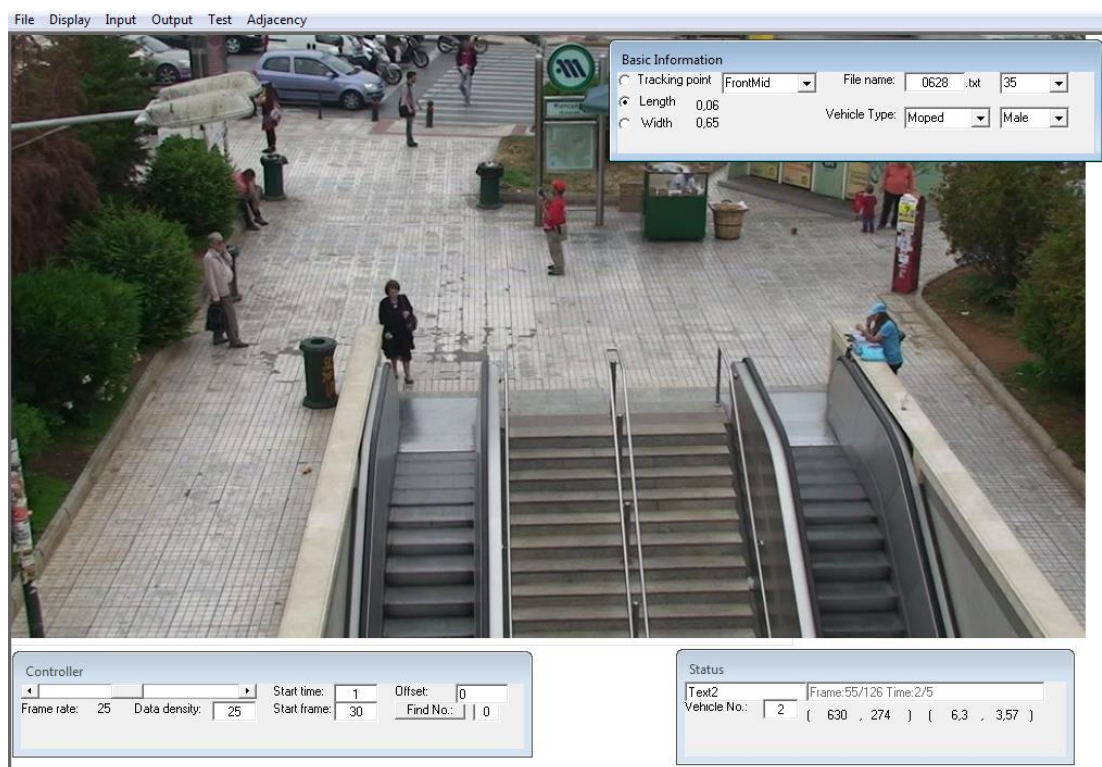 File Display Input Output Test Adjacency
Basic Information
Tracking point FrontMid File name: 0628 .txt 35
Length 0,06
Width 0,65
Vehicle Type: Moped Male
Controller
Start time: 1 Offset: 0
Frame rate: 25 Data density: 25 Start frame: 30 Find No.: 0
Status
Text2 Frame:55/126 Time:2/5
Vehicle No.: 2 ( 630 , 274 ) ( 6,3 , 3,57 )